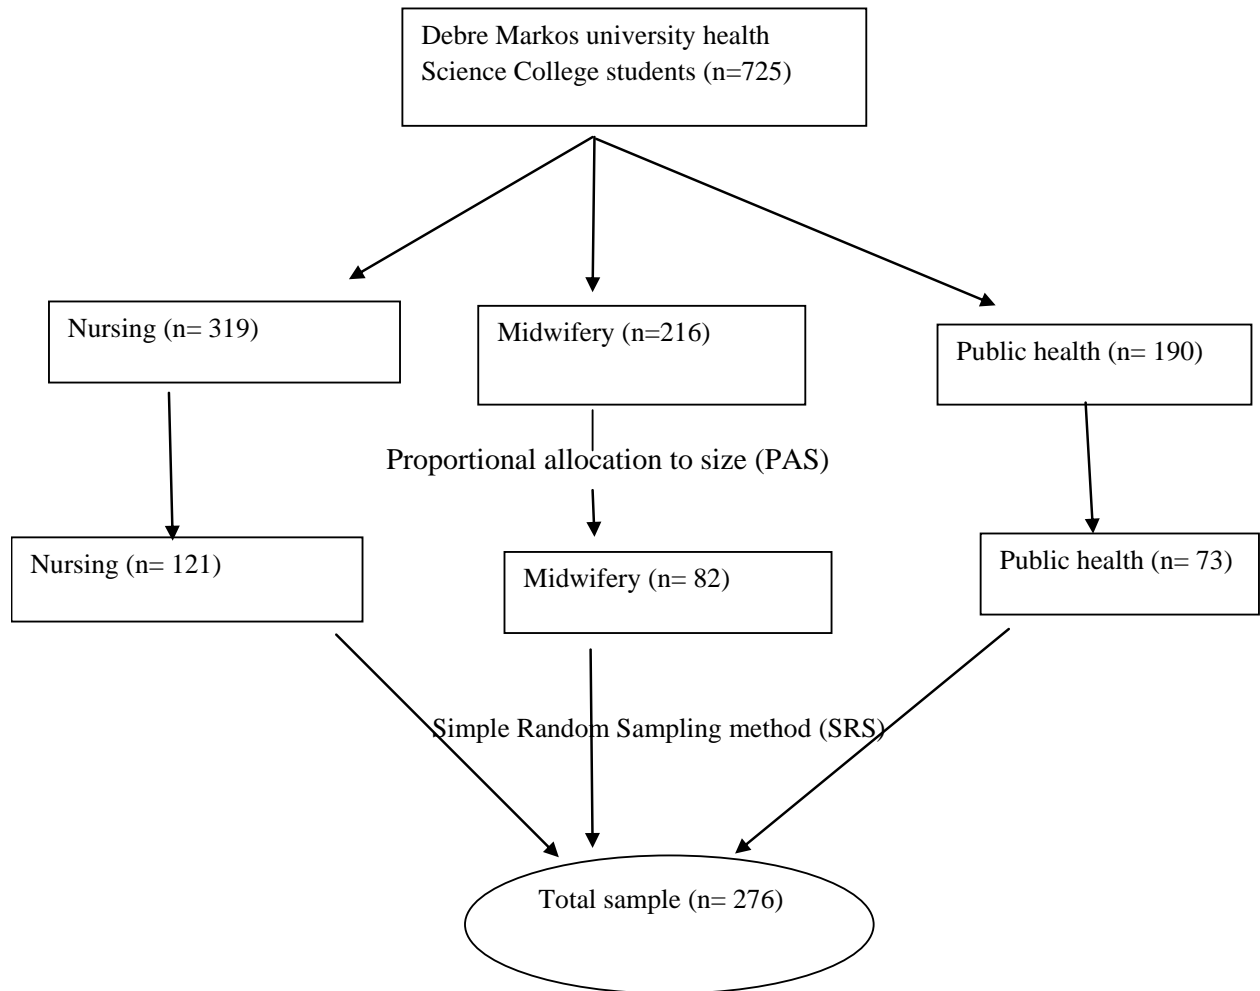 Debre Markos university health
Science College students (n=725)
Nursing (n= 319)
Midwifery (n=216)
Public health (n= 190)
Proportional allocation to size (PAS)
Nursing (n= 121)
Midwifery (n= 82)
Public health (n= 73)
Simple Random Sampling method (SRS)
Total sample (n= 276)